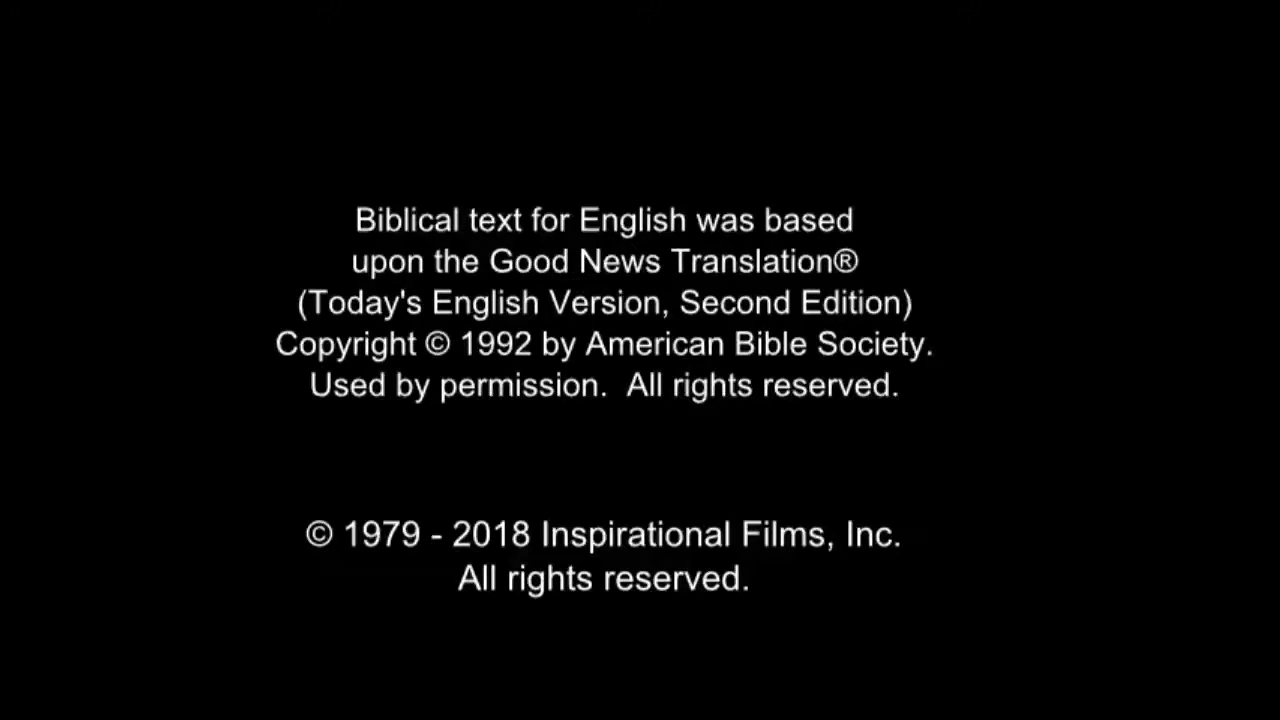 Biblical text for English was based
upon the Good News Translation®
(Today's English Version, Second Edition)
Copyright © 1992 by American Bible Society.
Used by permission.  All rights reserved.
© 1979 - 2018 Inspirational Films, Inc.
All rights reserved.